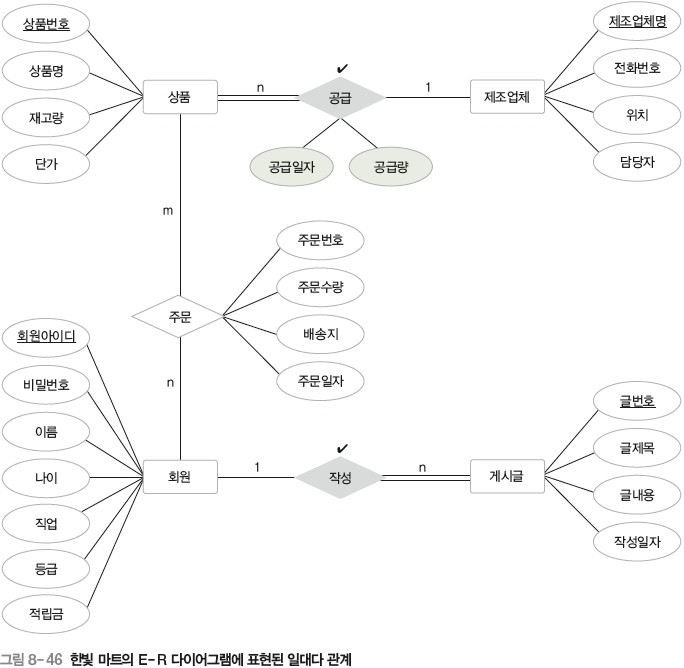 상품번호
상품명
재고량
단가
상품
n
✔
공급
1
제조업체
제조업체명
전화번호
위치
담당자
공급일자
공급량
m
주문
주문번호
주문수량
배송지
주문일자
n
회원아이디
비밀번호
이름
나이
직업
등급
적립금
회원
1
✔
작성
n
게시글
글번호
글제목
글내용
작성일자
그림 8-46 한빛 마트의 E-R 다이어그램에 표현된 일대다 관계